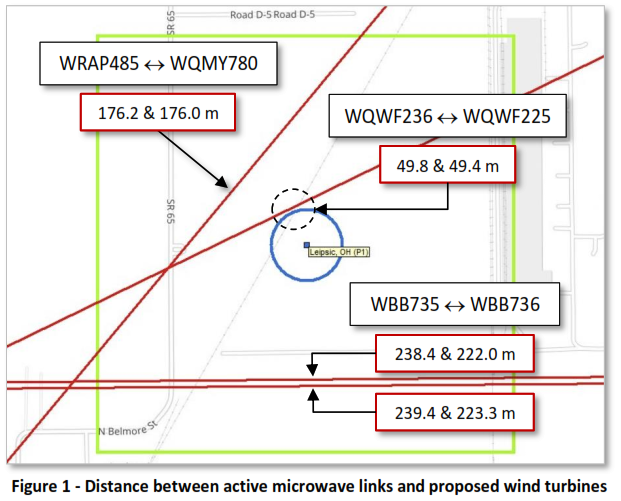 Road D-5 Road D-5
SR 65
WRAP485 ↔ WQMY780
176.2 & 176.0 m
WQWF236 ↔ WQWF225
49.8 & 49.4 m
SR 65
Leipsic, OH (P1)
WBB735 ↔ WBB736
238.4 & 222.0 m
239.4 & 223.3 m
N Belmore St
Figure 1 - Distance between active microwave links and proposed wind turbines